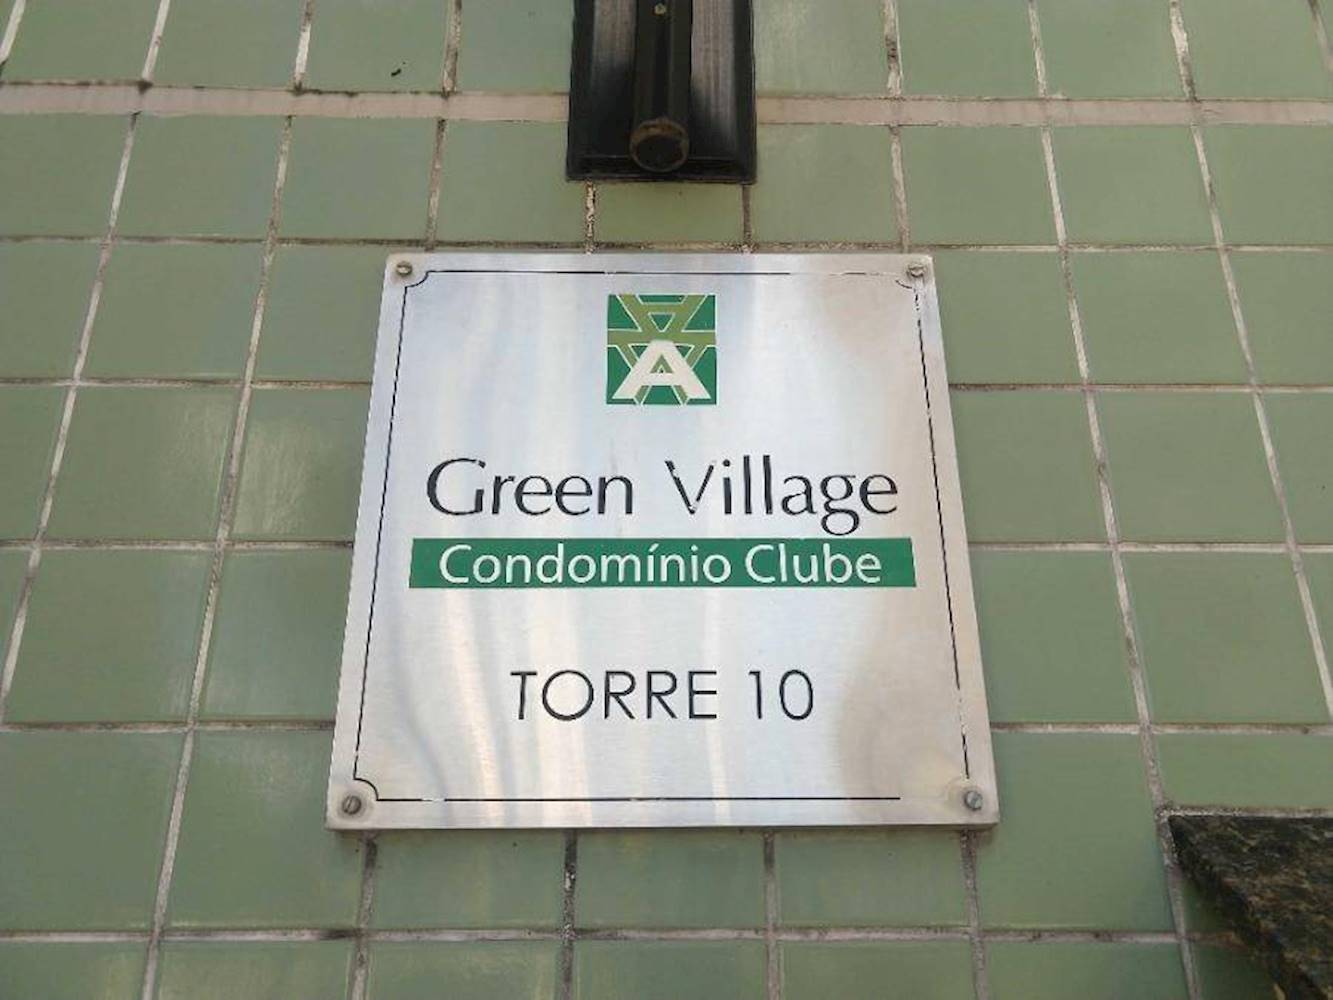 A
Green Village
Condomínio Clube
TORRE 10